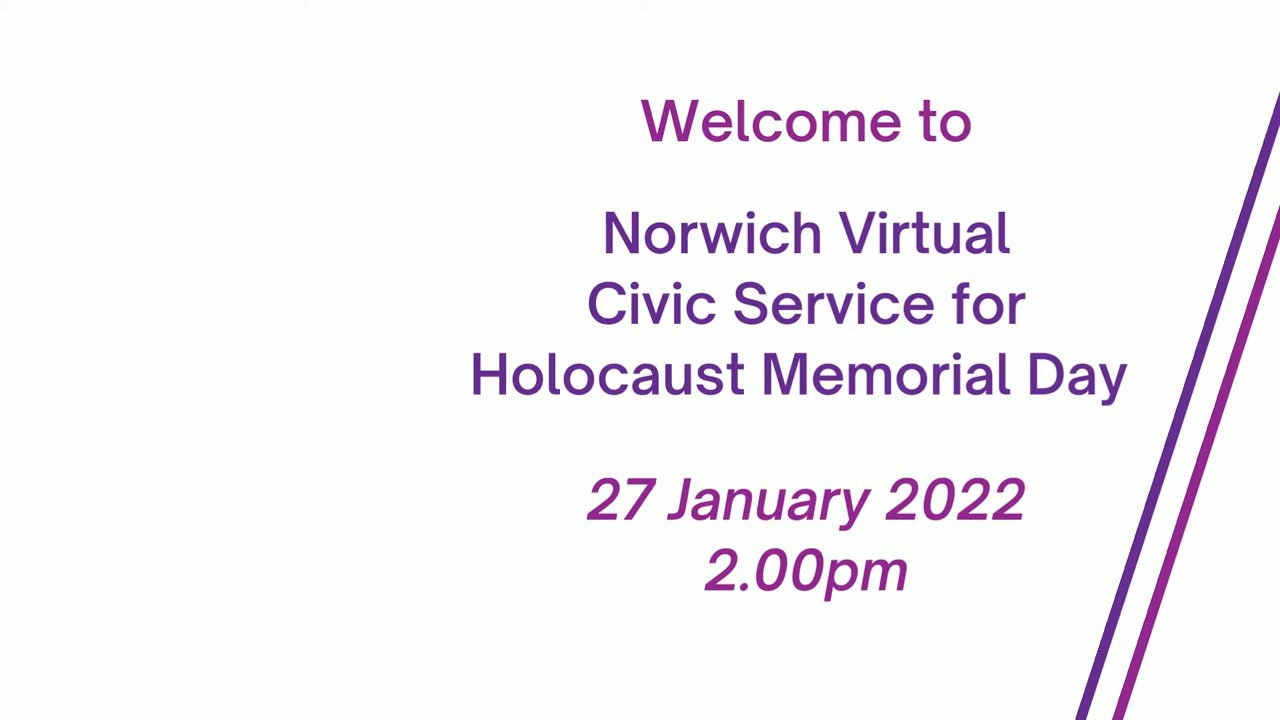 Welcome to
Norwich Virtual
Civic Service for
Holocaust Memorial Day
27 January 2022
2.00pm